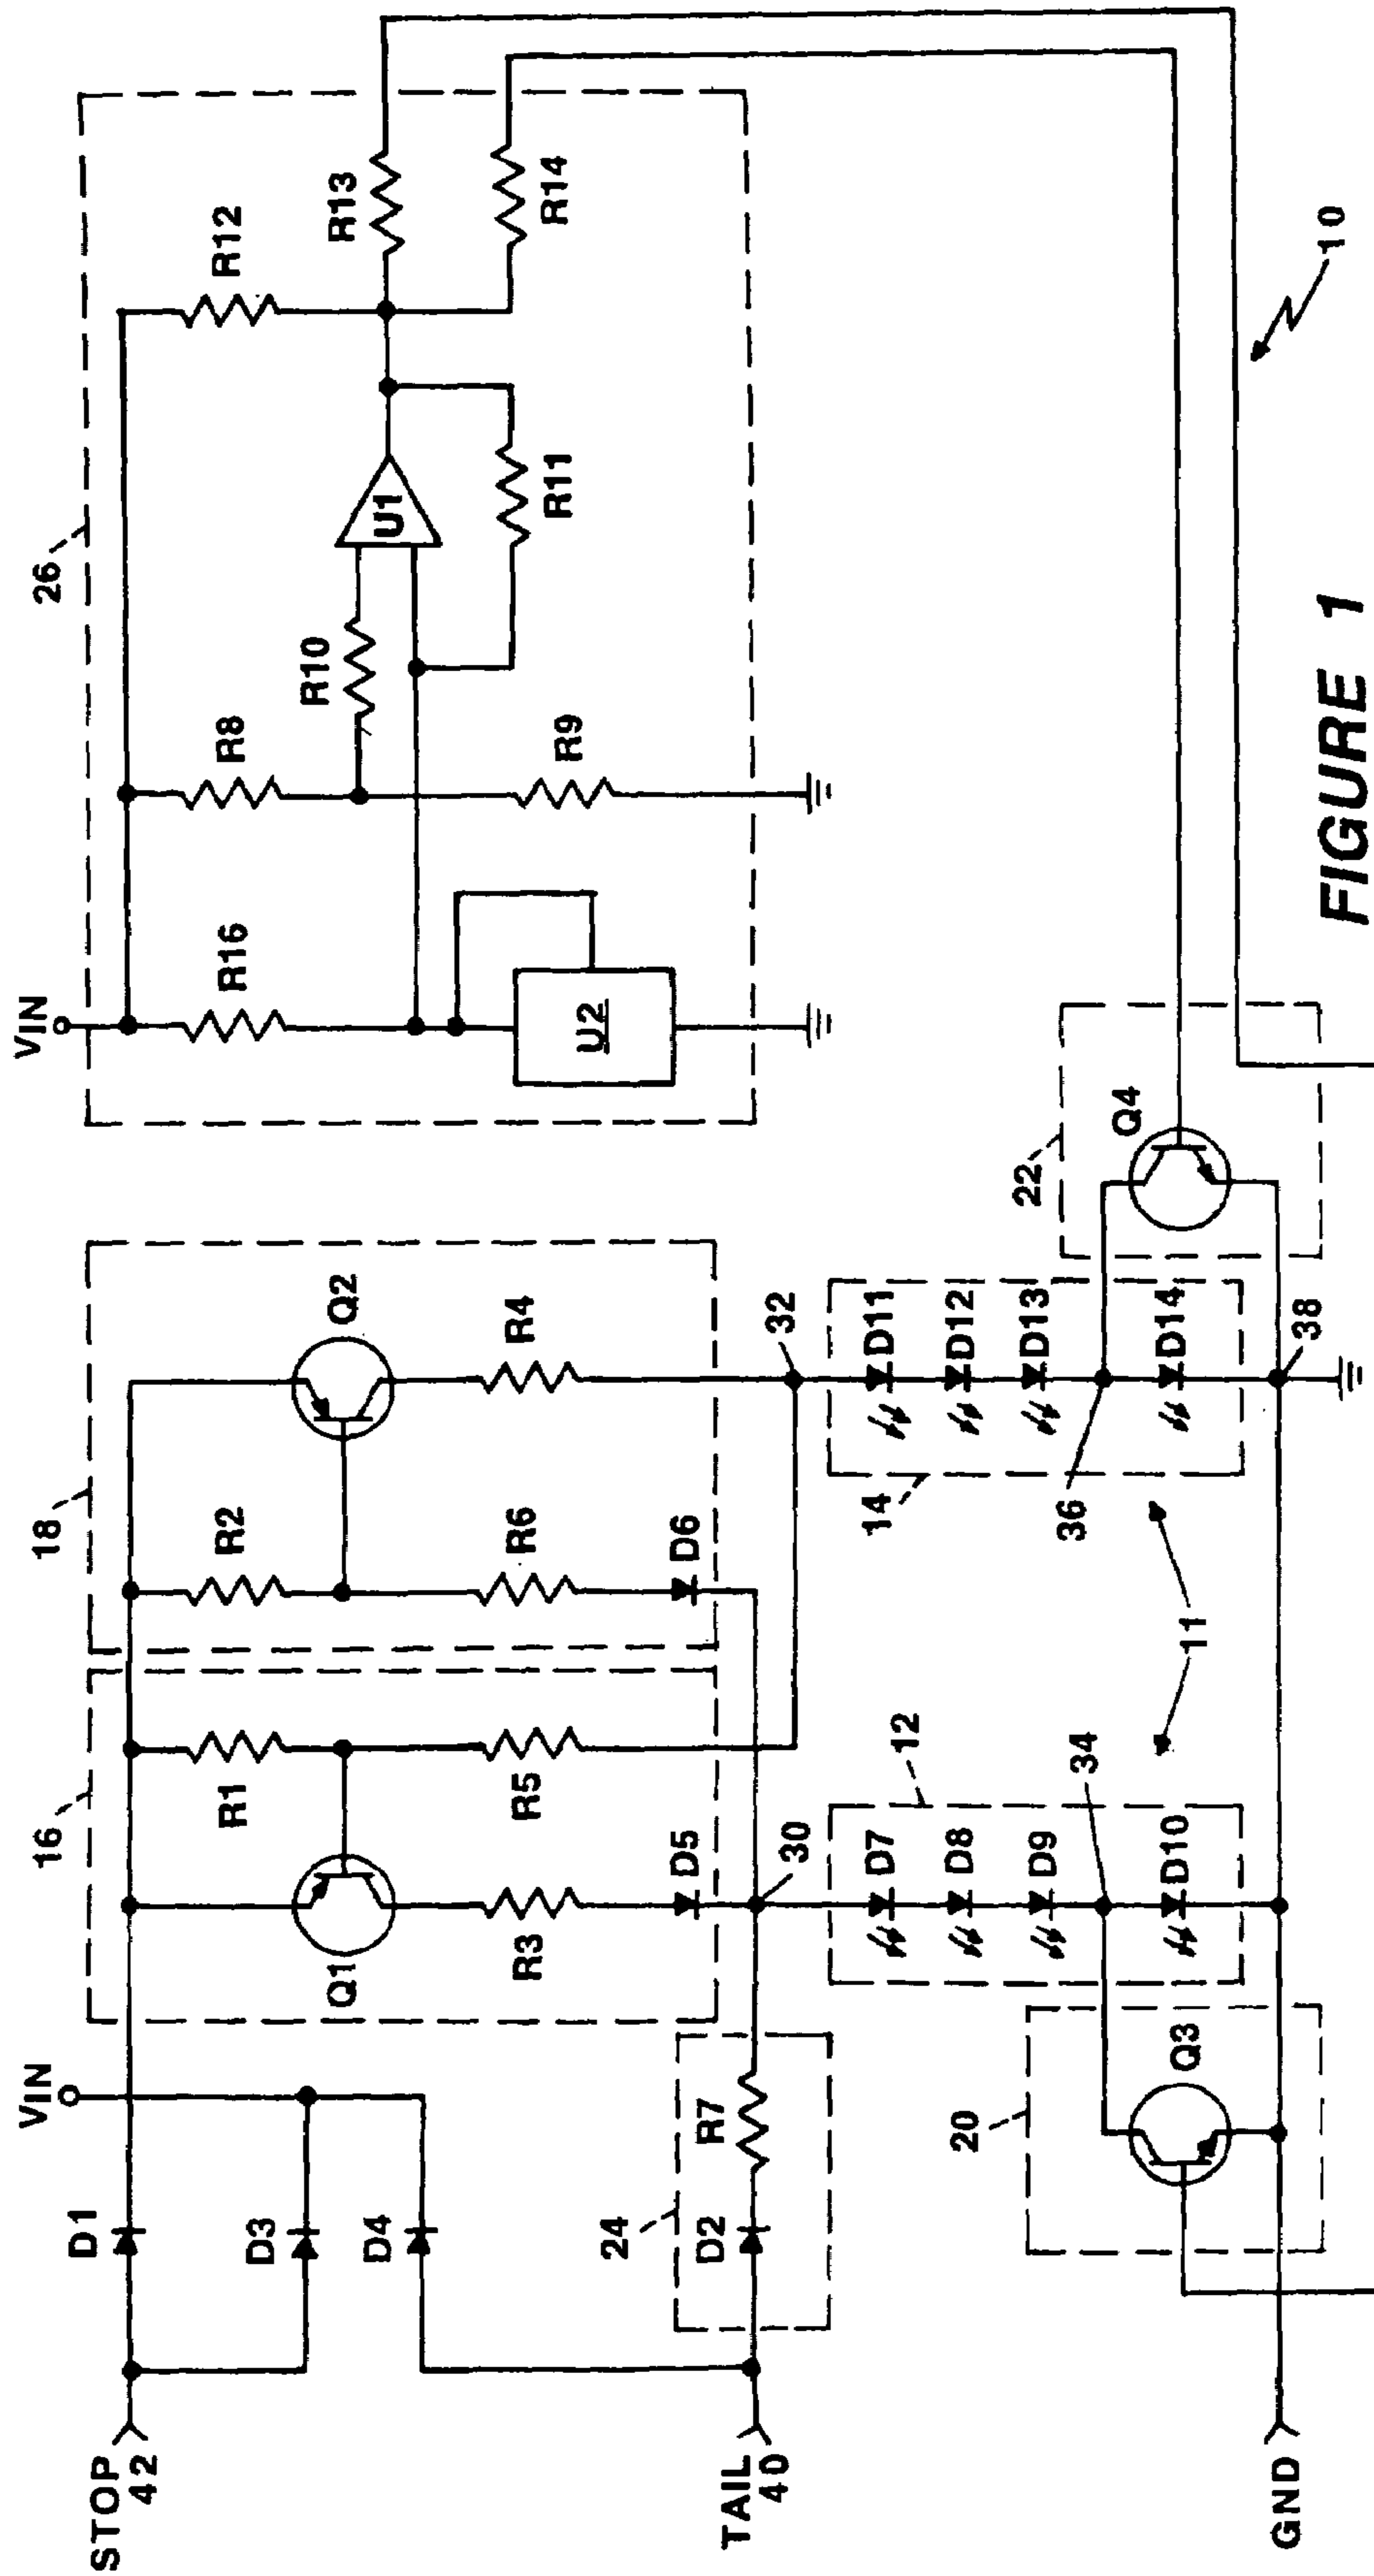 STOP
42
D1
VIN
D3
D4
TAIL
40
24
D2
R7
GND
20
Q3
16
Q1
R1
R3
R5
D5
30
12
D7
D8
D9
D10
34
11
18
R2
Q2
R6
R4
D6
32
14
D11
D12
D13
D14
36
38
22
Q4
26
VIN
R16
U2
R8
R9
R10
U1
R11
R12
R13
R14
10
FIGURE 1